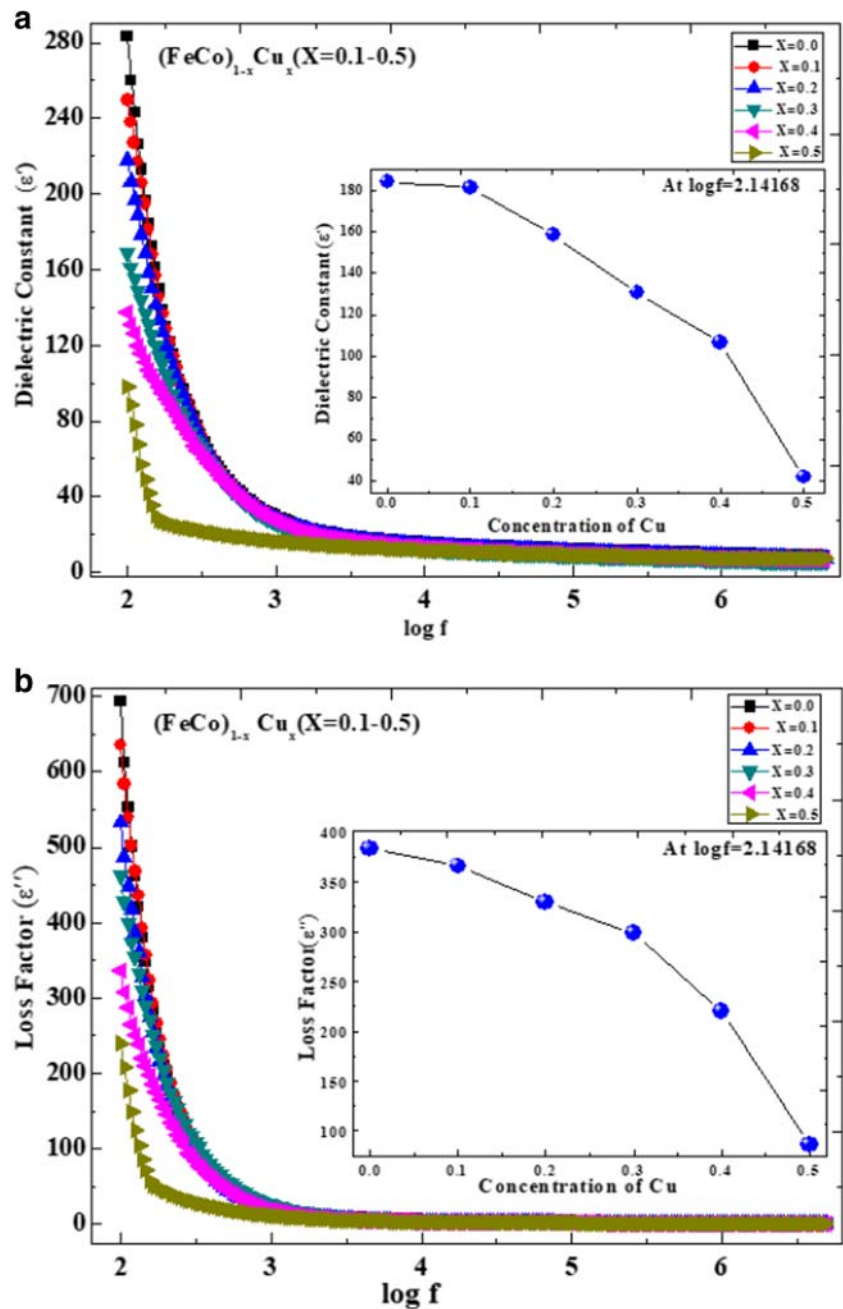 a
(FeCo)1-xCux(X=0.1-0.5)
X=0.0
X=0.1
X=0.2
X=0.3
X=0.4
X=0.5
280
240
200
160
120
80
40
0
Dielectric Constant (ε')
2 3 4 5 6
log f
At logf=2.14168
180
160
140
120
100
80
60
40
Dielectric Constant (ε')
0.0 0.1 0.2 0.3 0.4 0.5
Concentration of Cu
b
(FeCo)1-x Cux(X=0.1-0.5)
X=0.0
X=0.1
X=0.2
X=0.3
X=0.4
X=0.5
700
600
500
400
300
200
100
0
Loss Factor (ε'')
2 3 4 5 6
log f
At logf=2.14168
400
350
300
250
200
150
100
Loss Factor(ε'')
0.0 0.1 0.2 0.3 0.4 0.5
Concentration of Cu